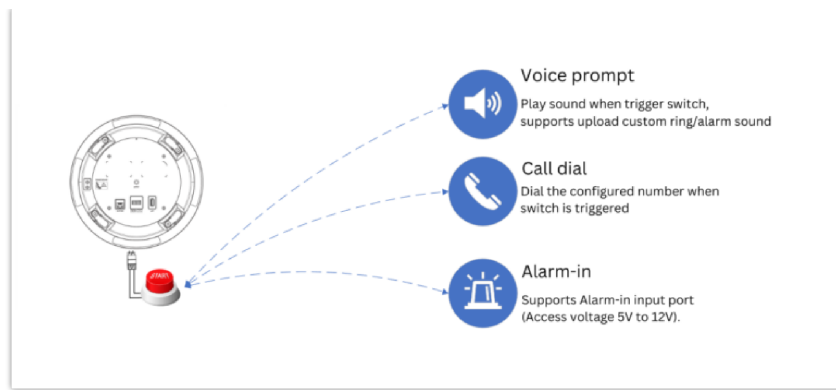 Voice prompt
Play sound when trigger switch,
supports upload custom ring/alarm sound
Call dial
Dial the configured number when
switch is triggered
Alarm-in
Supports Alarm-in input port
(Access voltage 5V to 12V).